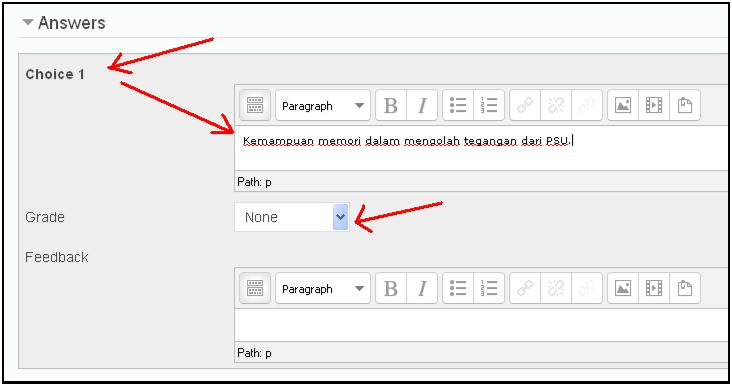 Answers
Choice 1
Paragraph B I
Kemampuan memori dalam mengolah tegangan dari PSU.
Path: p
Grade None
Feedback
Paragraph B I
Path: p